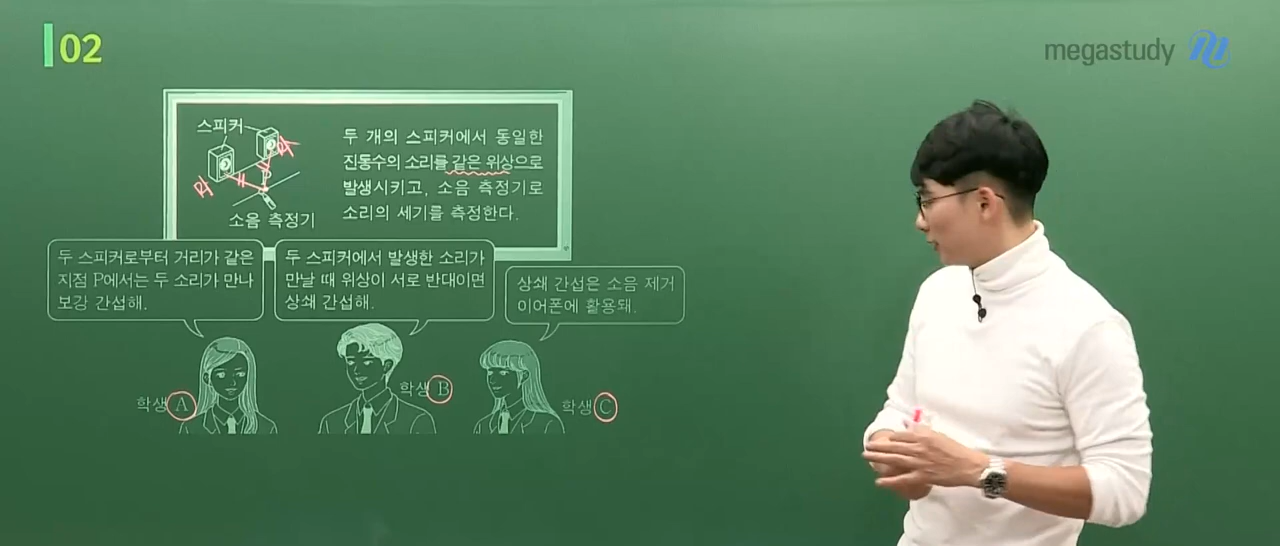 02
megastudy
스피커
소음 측정기
두 개의 스피커에서 동일한
진동수의 소리를 같은 위상으로
발생시키고, 소음 측정기로
소리의 세기를 측정한다.
두 스피커로부터 거리가 같은
지점 P에서는 두 소리가 만나
보강 간섭해.
두 스피커에서 발생한 소리가
만날 때 위상이 서로 반대이면
상쇄 간섭해.
상쇄 간섭은 소음 제거
이어폰에 활용돼.
학생 A
학생 B
학생 C